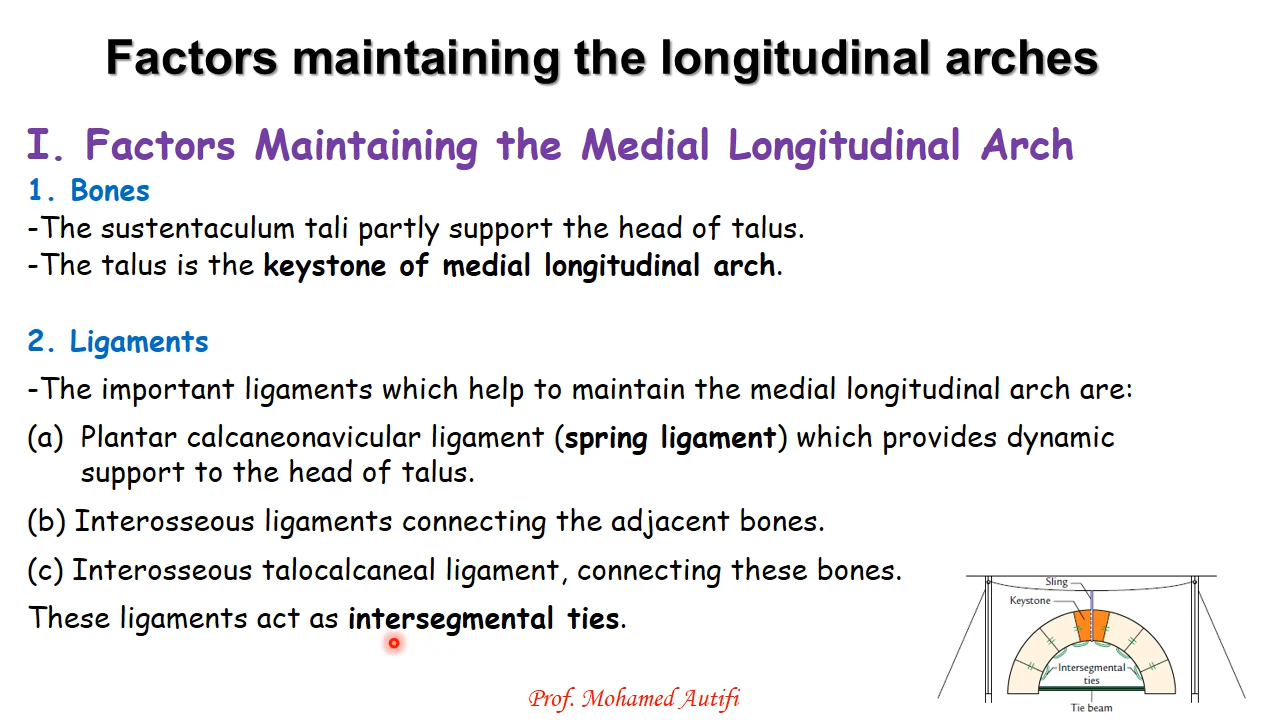 Factors maintaining the longitudinal arches
I. Factors Maintaining the Medial Longitudinal Arch
1. Bones
-The sustentaculum tali partly support the head of talus.
-The talus is the keystone of medial longitudinal arch.
2. Ligaments
-The important ligaments which help to maintain the medial longitudinal arch are:
(a) Plantar calcaneonavicular ligament (spring ligament) which provides dynamic
support to the head of talus.
(b) Interosseous ligaments connecting the adjacent bones.
(c) Interosseous talocalcaneal ligament, connecting these bones.
These ligaments act as intersegmental ties.
Sling
Keystone
Intersegmental
ties
Tie beam
Prof. Mohamed Autifi